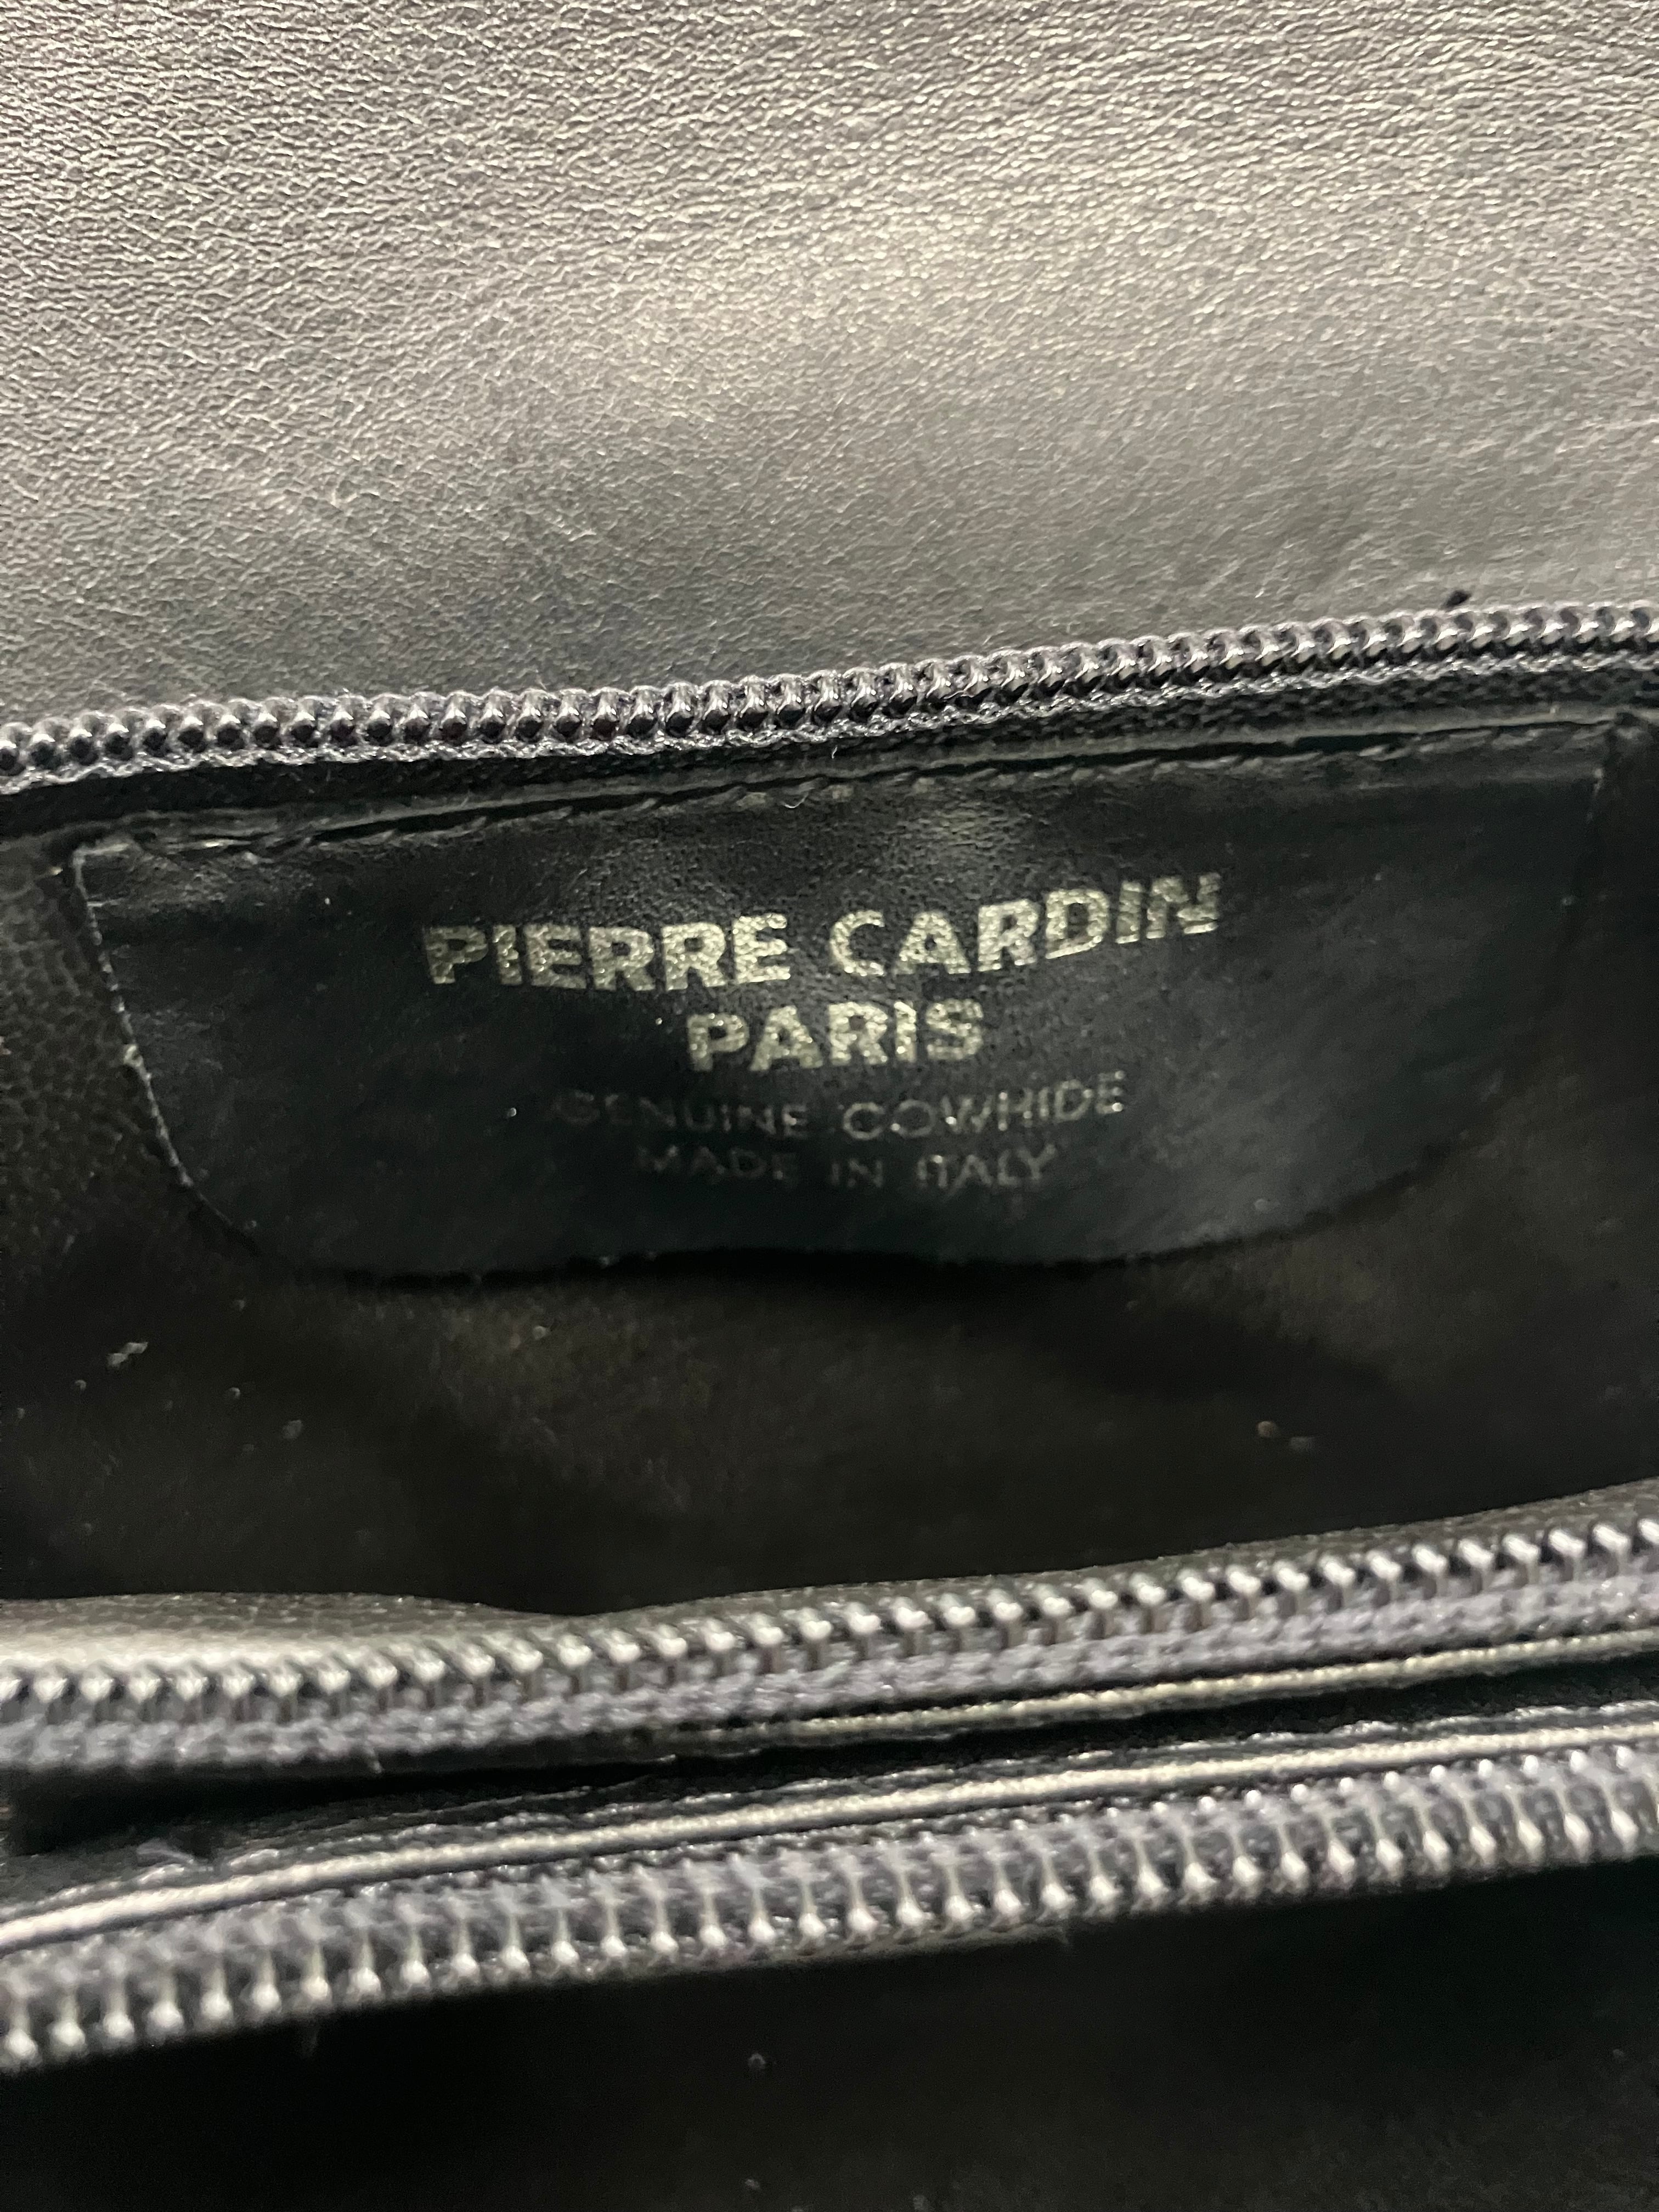 PIERRE CARDIN
PARIS
GENUINE COWHIDE
MADE IN ITALY